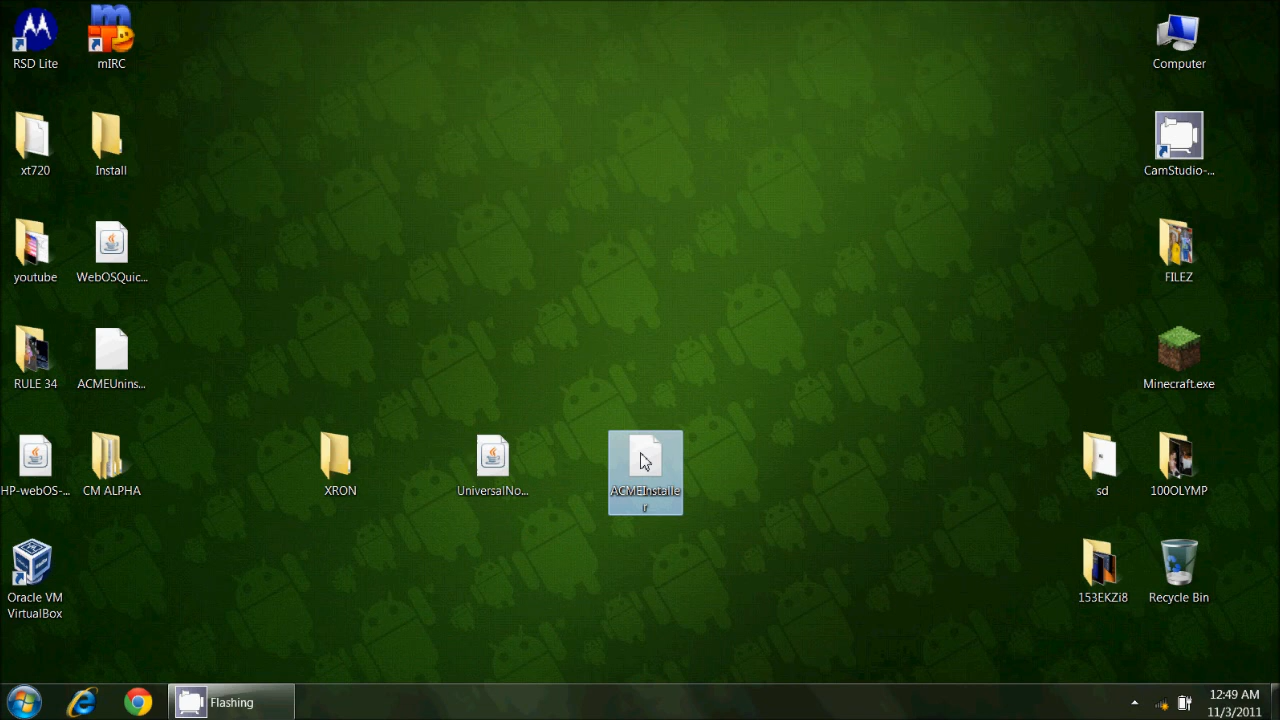 RSD Lite
mIRC
Computer
xt720
Install
CamStudio-...
youtube
WebOSQuic...
FILEZ
RULE 34
ACMEUnins...
Minecraft.exe
HP-webOS-...
CM ALPHA
XRON
UniversalNo...
ACMEInstalle
r
sd
100OLYMP
Oracle VM
VirtualBox
153EKZi8
Recycle Bin
Flashing
12:49 AM
11/3/2011